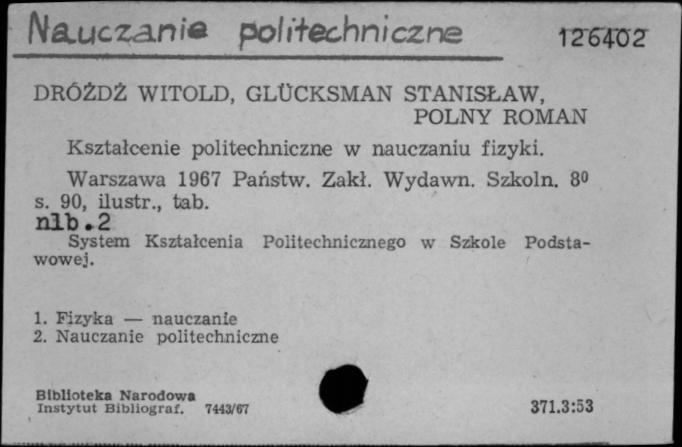 Nauczanie politechniczne 126402
DRÓŻDŻ WITOLD, GLÜCKSMAN STANISŁAW,
POLNY ROMAN
Kształcenie politechniczne w nauczaniu fizyki.
Warszawa 1967 Państw. Zakł. Wydawn. Szkoln. 8⁰
s. 90, ilustr., tab.
nlb.2
System Kształcenia Politechnicznego w Szkole Podsta-
wowej.
1. Fizyka — nauczanie
2. Nauczanie politechniczne
Biblioteka Narodowa
Instytut Bibliograf. 7443/67 371.3:53